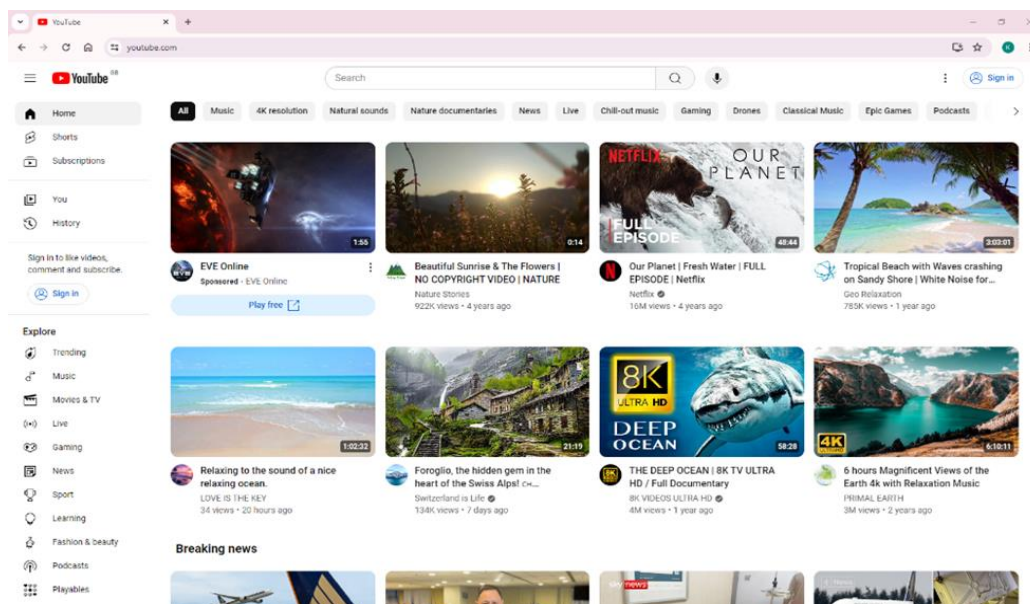 YouTube
youtube.com
YouTube GB
Search
Sign in
Home
Shorts
Subscriptions
You
History
Sign in to like videos,
comment and subscribe.
Sign in
Explore
Trending
Music
Movies & TV
Live
Gaming
News
Sport
Learning
Fashion & beauty
Podcasts
Playables
All Music 4K resolution Natural sounds Nature documentaries News Live Chill-out music Gaming Drones Classical Music Epic Games Podcasts
1:55
EVE Online
Sponsored • EVE Online
Play free
0:14
Beautiful Sunrise & The Flowers |
NO COPYRIGHT VIDEO | NATURE
Nature Stories
922K views • 4 years ago
NETFLIX
OUR
PLANET
FULL
EPISODE
48:44
Our Planet | Fresh Water | FULL
EPISODE | Netflix
Netflix
16M views • 4 years ago
3:03:01
Tropical Beach with Waves crashing
on Sandy Shore | White Noise for...
Geo Relaxation
785K views • 1 year ago
1:02:32
Relaxing to the sound of a nice
relaxing ocean.
LOVE IS THE KEY
34 views • 20 hours ago
21:19
Foroglio, the hidden gem in the
heart of the Swiss Alps! CH...
Switzerland is Life
134K views • 7 days ago
8K
ULTRA HD
DEEP
OCEAN
58:28
THE DEEP OCEAN | 8K TV ULTRA
HD / Full Documentary
8K VIDEOS ULTRA HD
4M views • 1 year ago
4K
6:10:11
6 hours Magnificent Views of the
Earth 4k with Relaxation Music
PRIMAL EARTH
3M views • 2 years ago
Breaking news
sky news